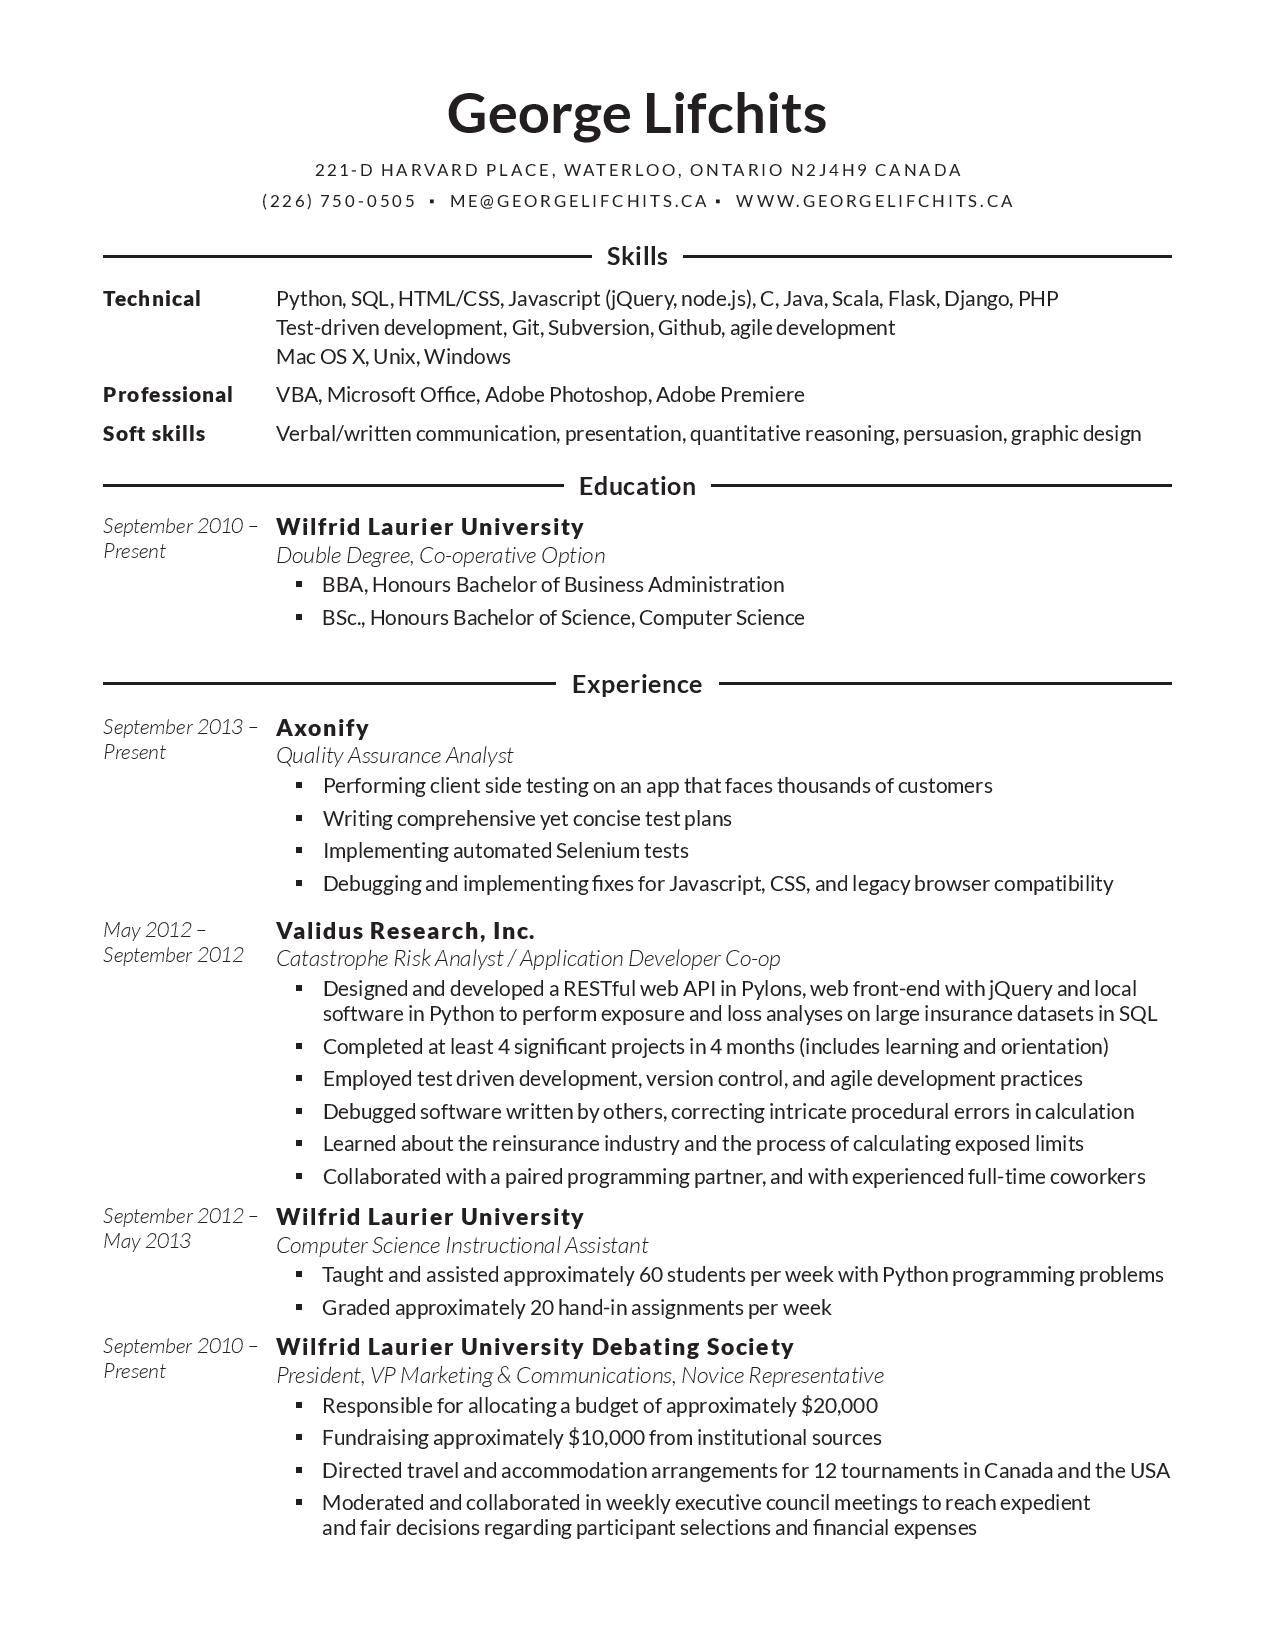 George Lifchits
221-D HARVARD PLACE, WATERLOO, ONTARIO N2J4H9 CANADA
(226) 750-0505 ▪ ME@GEORGELIFCHITS.CA ▪ WWW.GEORGELIFCHITS.CA
Skills
Technical Python, SQL, HTML/CSS, Javascript (jQuery, node.js), C, Java, Scala, Flask, Django, PHP
Test-driven development, Git, Subversion, Github, agile development
Mac OS X, Unix, Windows
Professional VBA, Microsoft Office, Adobe Photoshop, Adobe Premiere
Soft skills Verbal/written communication, presentation, quantitative reasoning, persuasion, graphic design
Education
September 2010 – Wilfrid Laurier University
Present Double Degree, Co-operative Option
▪ BBA, Honours Bachelor of Business Administration
▪ BSc., Honours Bachelor of Science, Computer Science
Experience
September 2013 – Axonify
Present Quality Assurance Analyst
▪ Performing client side testing on an app that faces thousands of customers
▪ Writing comprehensive yet concise test plans
▪ Implementing automated Selenium tests
▪ Debugging and implementing fixes for Javascript, CSS, and legacy browser compatibility
May 2012 – Validus Research, Inc.
September 2012 Catastrophe Risk Analyst / Application Developer Co-op
▪ Designed and developed a RESTful web API in Pylons, web front-end with jQuery and local
software in Python to perform exposure and loss analyses on large insurance datasets in SQL
▪ Completed at least 4 significant projects in 4 months (includes learning and orientation)
▪ Employed test driven development, version control, and agile development practices
▪ Debugged software written by others, correcting intricate procedural errors in calculation
▪ Learned about the reinsurance industry and the process of calculating exposed limits
▪ Collaborated with a paired programming partner, and with experienced full-time coworkers
September 2012 – Wilfrid Laurier University
May 2013 Computer Science Instructional Assistant
▪ Taught and assisted approximately 60 students per week with Python programming problems
▪ Graded approximately 20 hand-in assignments per week
September 2010 – Wilfrid Laurier University Debating Society
Present President, VP Marketing & Communications, Novice Representative
▪ Responsible for allocating a budget of approximately $20,000
▪ Fundraising approximately $10,000 from institutional sources
▪ Directed travel and accommodation arrangements for 12 tournaments in Canada and the USA
▪ Moderated and collaborated in weekly executive council meetings to reach expedient
and fair decisions regarding participant selections and financial expenses